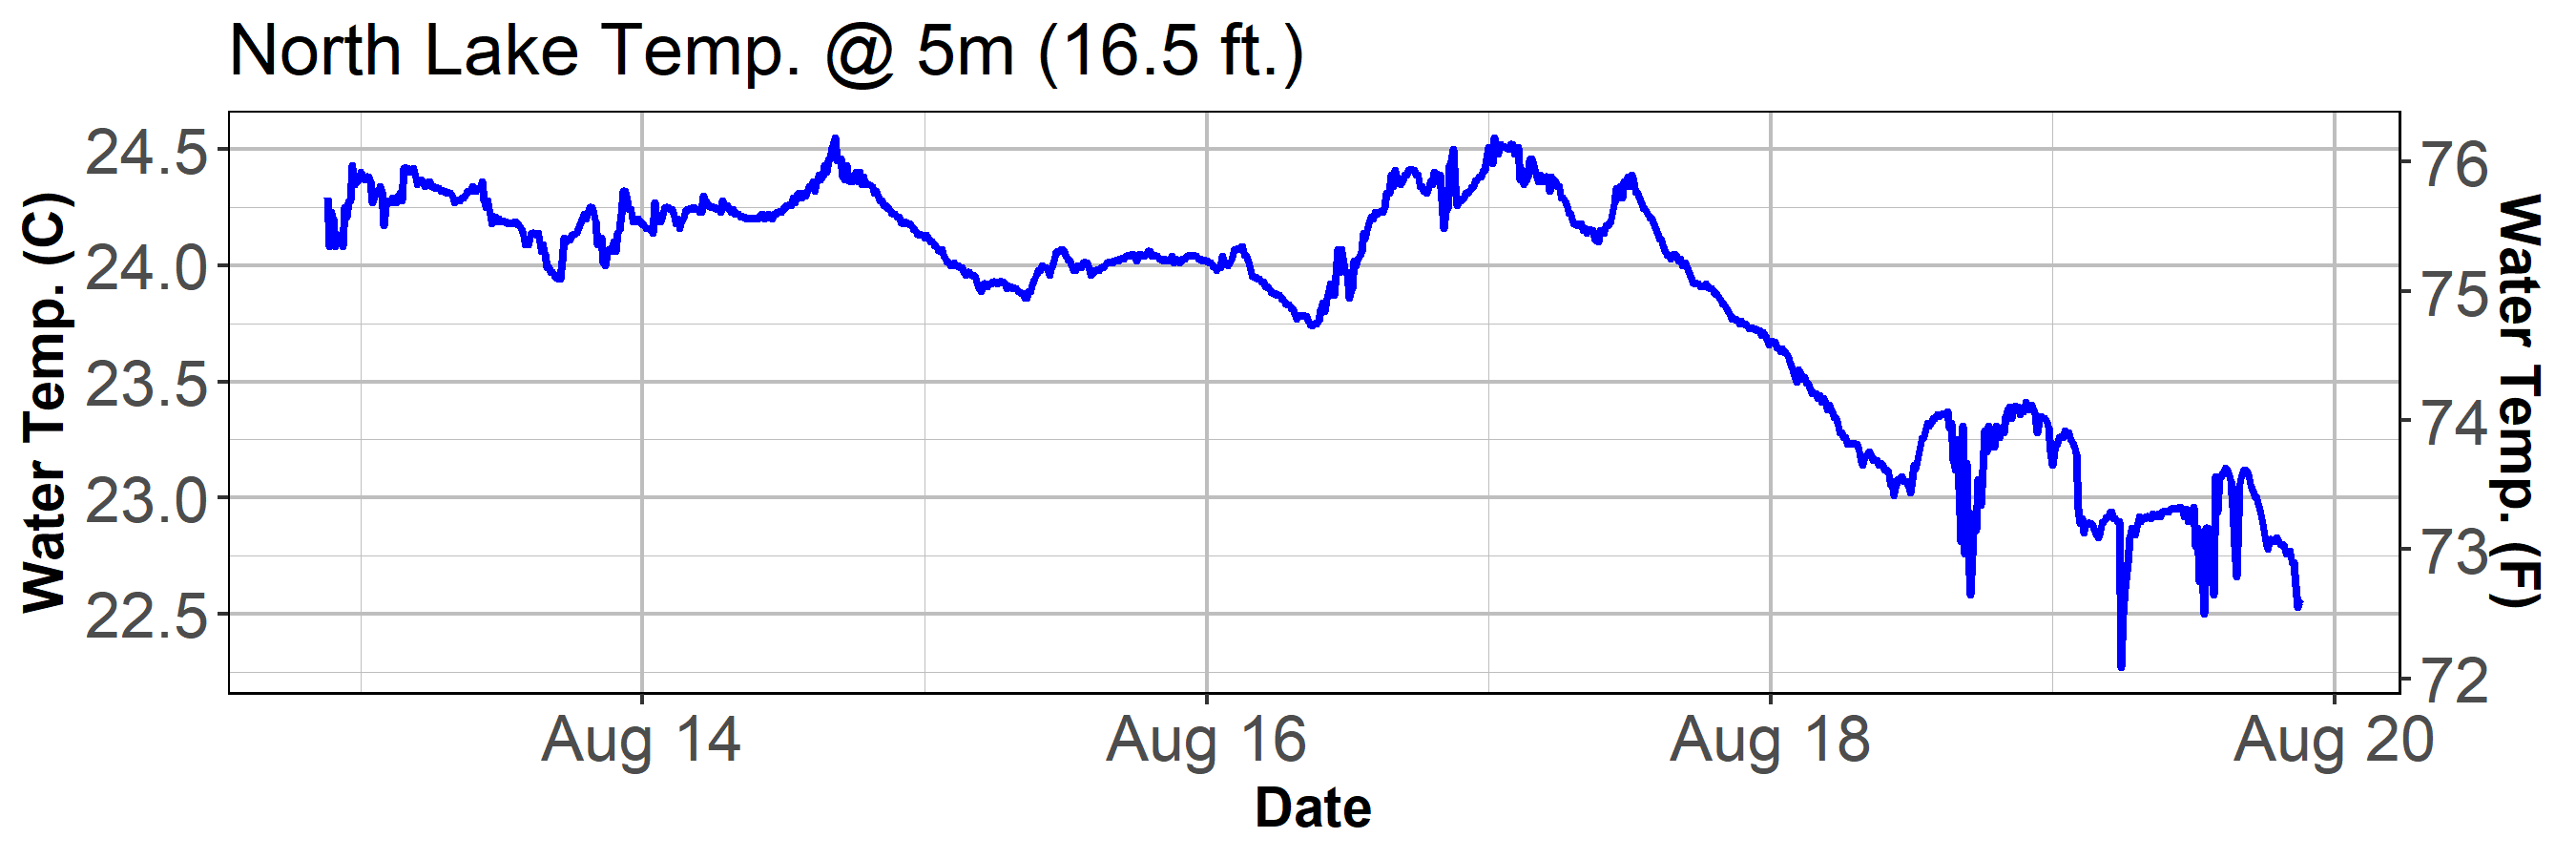 North Lake Temp. @ 5m (16.5 ft.)
Water Temp. (C)
24.5
24.0
23.5
23.0
22.5
76
75
74
73
72
Water Temp. (F)
Aug 14 Aug 16 Aug 18 Aug 20
Date